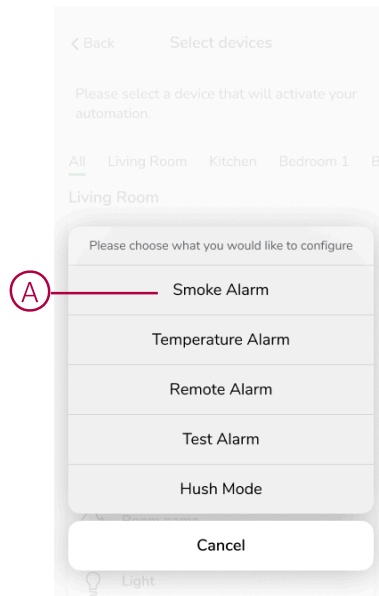 Back
Select devices
Please select a device that will activate your
automation.
All Living Room Kitchen Bedroom 1 B
Living Room
Please choose what you would like to configure
A
Smoke Alarm
Temperature Alarm
Remote Alarm
Test Alarm
Hush Mode
Room name
Cancel
Light